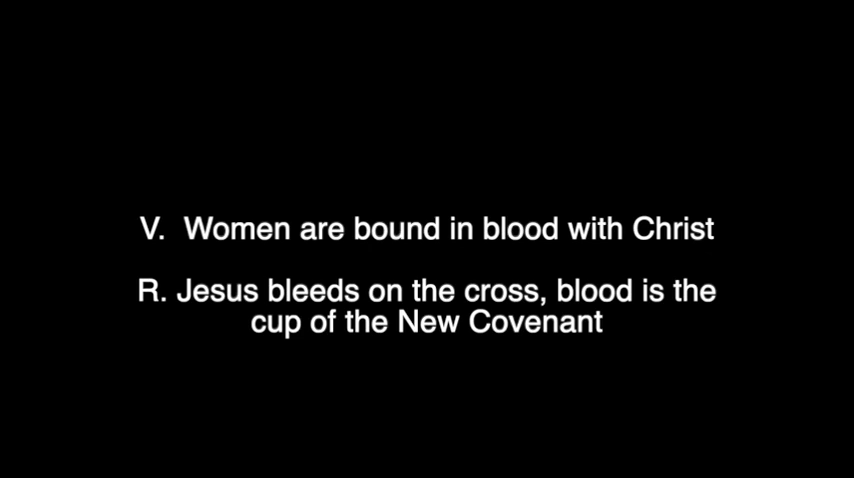 V.  Women are bound in blood with Christ
R. Jesus bleeds on the cross, blood is the
cup of the New Covenant